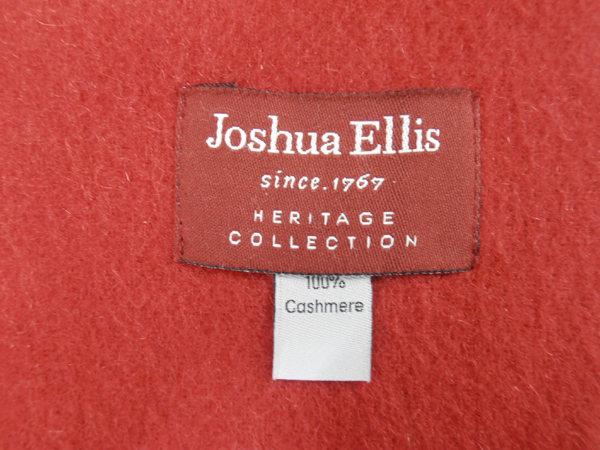 Joshua Ellis
since.1767
HERITAGE
COLLECTION
100%
Cashmere